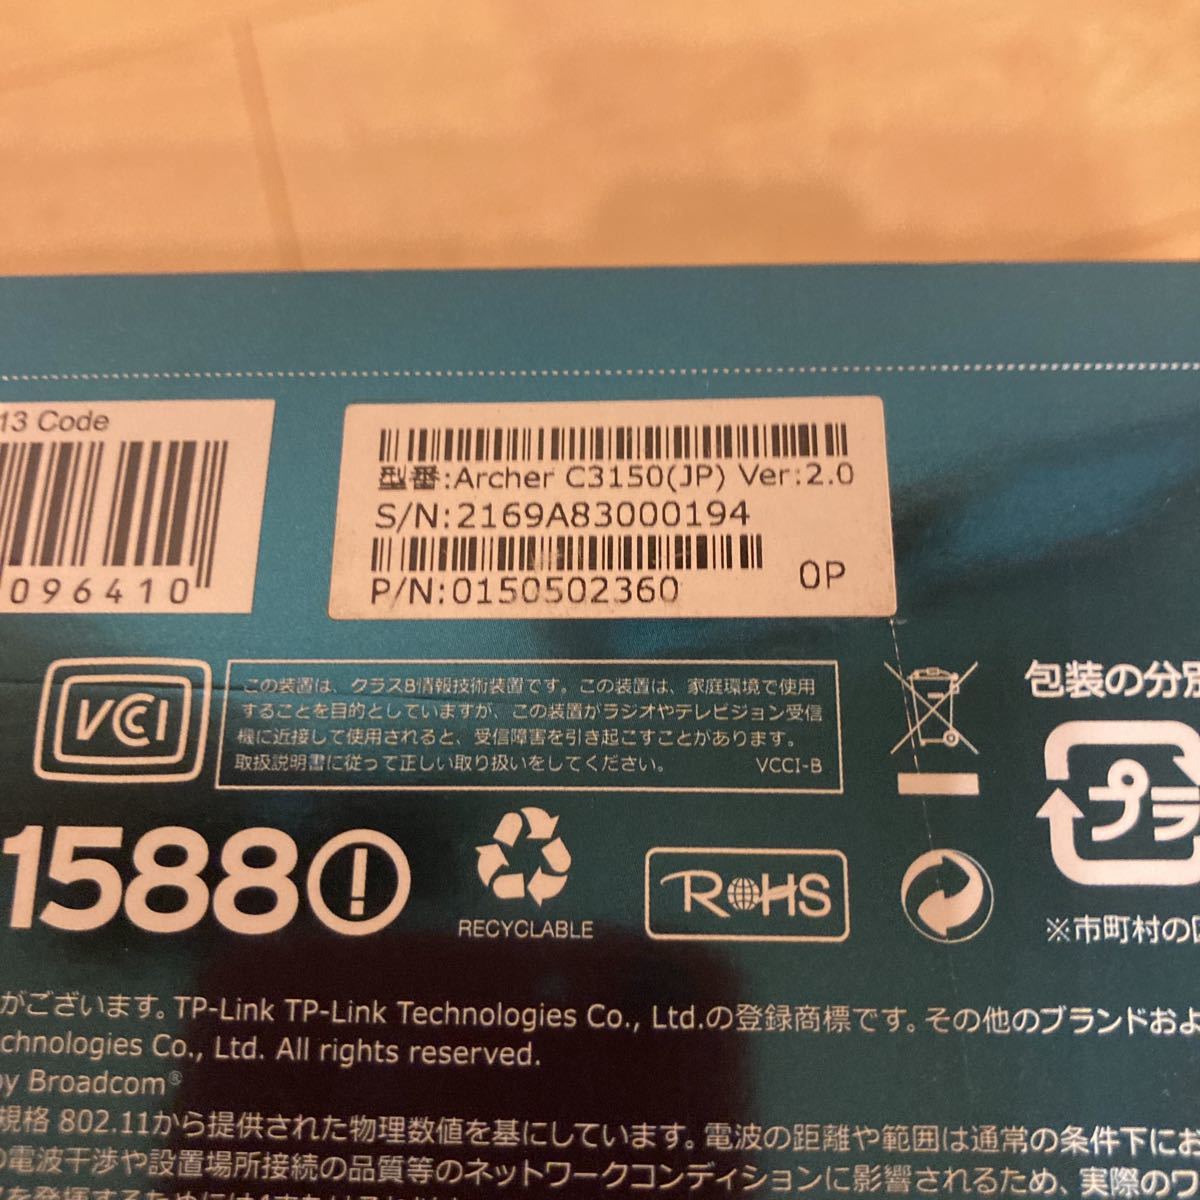 13 Code
096410
型番:Archer C3150(JP) Ver:2.0
S/N:2169A83000194
P/N:0150502360
0P
VCCI
この装置は、クラスB情報技術装置です。この装置は、家庭環境で使用
することを目的としていますが、この装置がラジオやテレビジョン受信
機に近接して使用されると、受信障害を引き起こすことがあります。
取扱説明書に従って正しい取り扱いをしてください。
VCCI-B
包装の分別
プラ
1588
RECYCLABLE
RoHS
※市町村の区
がございます。TP-Link TP-Link Technologies Co., Ltd.の登録商標です。その他のブランドおよ
chnologies Co., Ltd. All rights reserved.
by Broadcom®
規格 802.11から提供された物理数値を基にしています。電波の距離や範囲は通常の条件下にお
の電波干渉や設置場所接続の品質等のネットワークコンディションに影響されるため、実際のワ